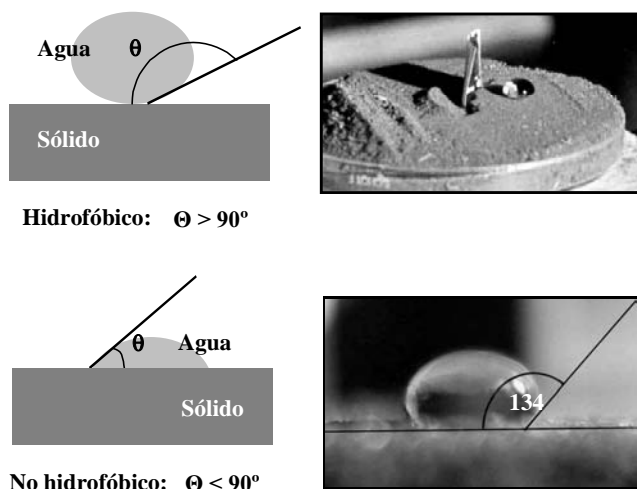 Agua θ
Sólido
Hidrofóbico: Θ > 90º
θ Agua
Sólido
No hidrofóbico: Θ < 90º
134